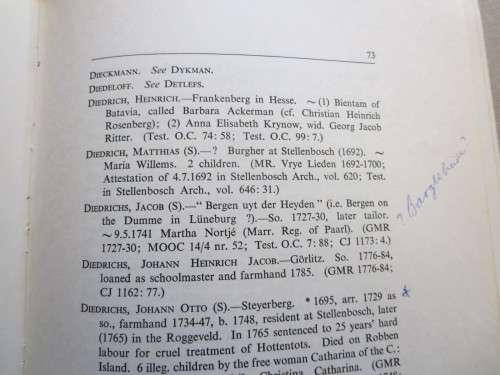 73
DIECKMANN. See DYKMAN.
DIEDELOFF. See DETLEFS.
DIEDRICH, HEINRICH.—Frankenberg in Hesse. ~ (1) Bientam of
Batavia, called Barbara Ackerman (cf. Christian Heinrich
Rosenberg); (2) Anna Elisabeth Krynow, wid. Georg Jacob
Ritter. (Test. O.C. 74 : 58; Test. O.C. 99 : 7.)
DIEDRICH, MATTHIAS (S).—? Burgher at Stellenbosch (1692). ~
Maria Willems. 2 children. (MR. Vrye Lieden 1692-1700;
Attestation of 4.7.1692 in Stellenbosch Arch., vol. 620; Test.
in Stellenbosch Arch., vol. 646 : 31.)
DIEDRICHS, JACOB (S).—“ Bergen uyt der Heyden ” (i.e. Bergen on
the Dumme in Lüneburg ?).—So. 1727-30, later tailor.
~ 9.5.1741 Martha Nortjé (Marr. Reg. of Paarl). (GMR
1727-30; MOOC 14/4 nr. 52; Test. O.C. 7 : 88; CJ 1173 : 4.)
DIEDRICHS, JOHANN HEINRICH JACOB.—Görlitz. So. 1776-84,
loaned as schoolmaster and farmhand 1785. (GMR 1776-84;
CJ 1162 : 77.)
DIEDRICHS, JOHANN OTTO (S).—Steyerberg. * 1695, arr. 1729 as *
so., farmhand 1734-47, b. 1748, resident at Stellenbosch, later
(1765) in the Roggeveld. In 1765 sentenced to 25 years' hard
labour for cruel treatment of Hottentots. Died on Robben
Island. 6 illeg. children by the free woman Catharina of the C.:
Christina Catharina. (GMR
1749